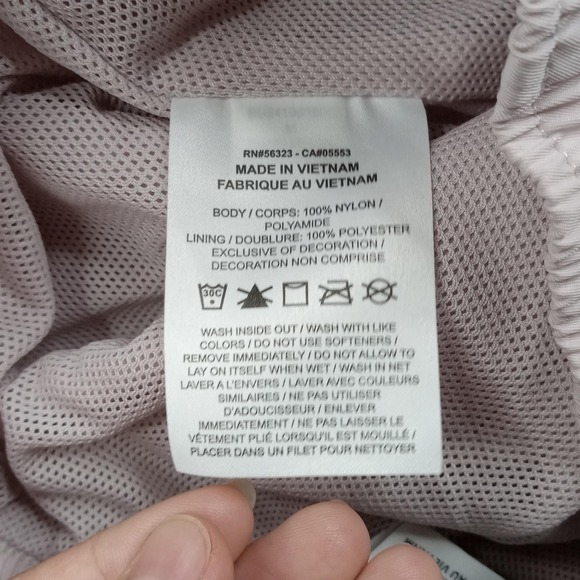 RN#56323 - CA#05553
MADE IN VIETNAM
FABRIQUE AU VIETNAM
BODY / CORPS: 100% NYLON /
POLYAMIDE
LINING / DOUBLURE: 100% POLYESTER
EXCLUSIVE OF DECORATION /
DECORATION NON COMPRISE
30C
WASH INSIDE OUT / WASH WITH LIKE
COLORS / DO NOT USE SOFTENERS /
REMOVE IMMEDIATELY / DO NOT ALLOW TO
LAY ON ITSELF WHEN WET / WASH IN NET
LAVER A L'ENVERS / LAVER AVEC COULEURS
SIMILAIRES / NE PAS UTILISER
D'ADOUCISSEUR / ENLEVER
IMMEDIATEMENT / NE PAS LAISSER LE
VÊTEMENT PLIÉ LORSQU'IL EST MOUILLÉ /
PLACER DANS UN FILET POUR NETTOYER